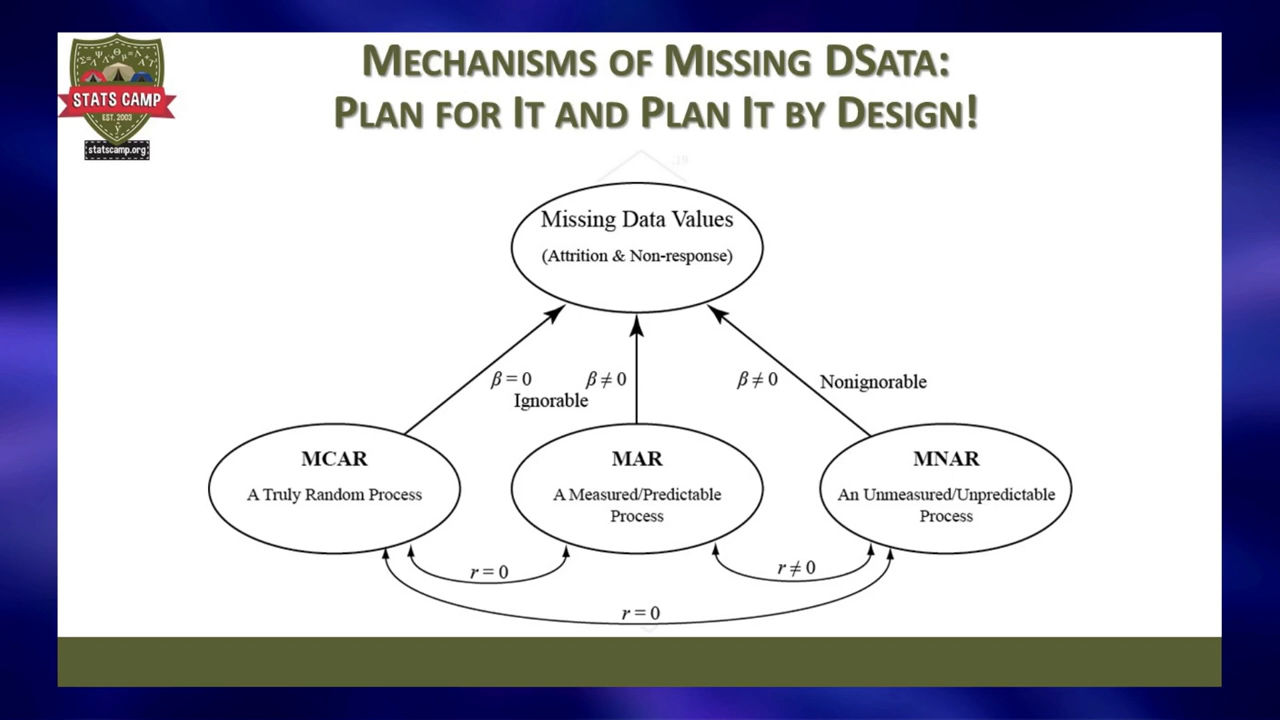 MECHANISMS OF MISSING DSATA:
PLAN FOR IT AND PLAN IT BY DESIGN!
STATS CAMP
EST. 2003
statscamp.org
.19
Missing Data Values
(Attrition & Non-response)
β = 0
β ≠ 0
β ≠ 0
Nonignorable
Ignorable
MCAR
A Truly Random Process
MAR
A Measured/Predictable
Process
MNAR
An Unmeasured/Unpredictable
Process
r = 0
r ≠ 0
r = 0